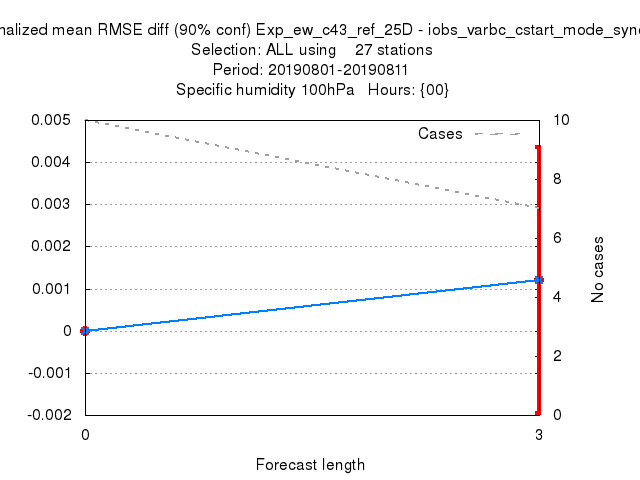 nalized mean RMSE diff (90% conf) Exp_ew_c43_ref_25D - iobs_varbc_cstart_mode_syn
Selection: ALL using 27 stations
Period: 20190801-20190811
Specific humidity 100hPa Hours: {00}
Cases
0.005
0.004
0.003
0.002
0.001
0
-0.001
-0.002
10
8
6
4
2
0
No cases
0 3
Forecast length